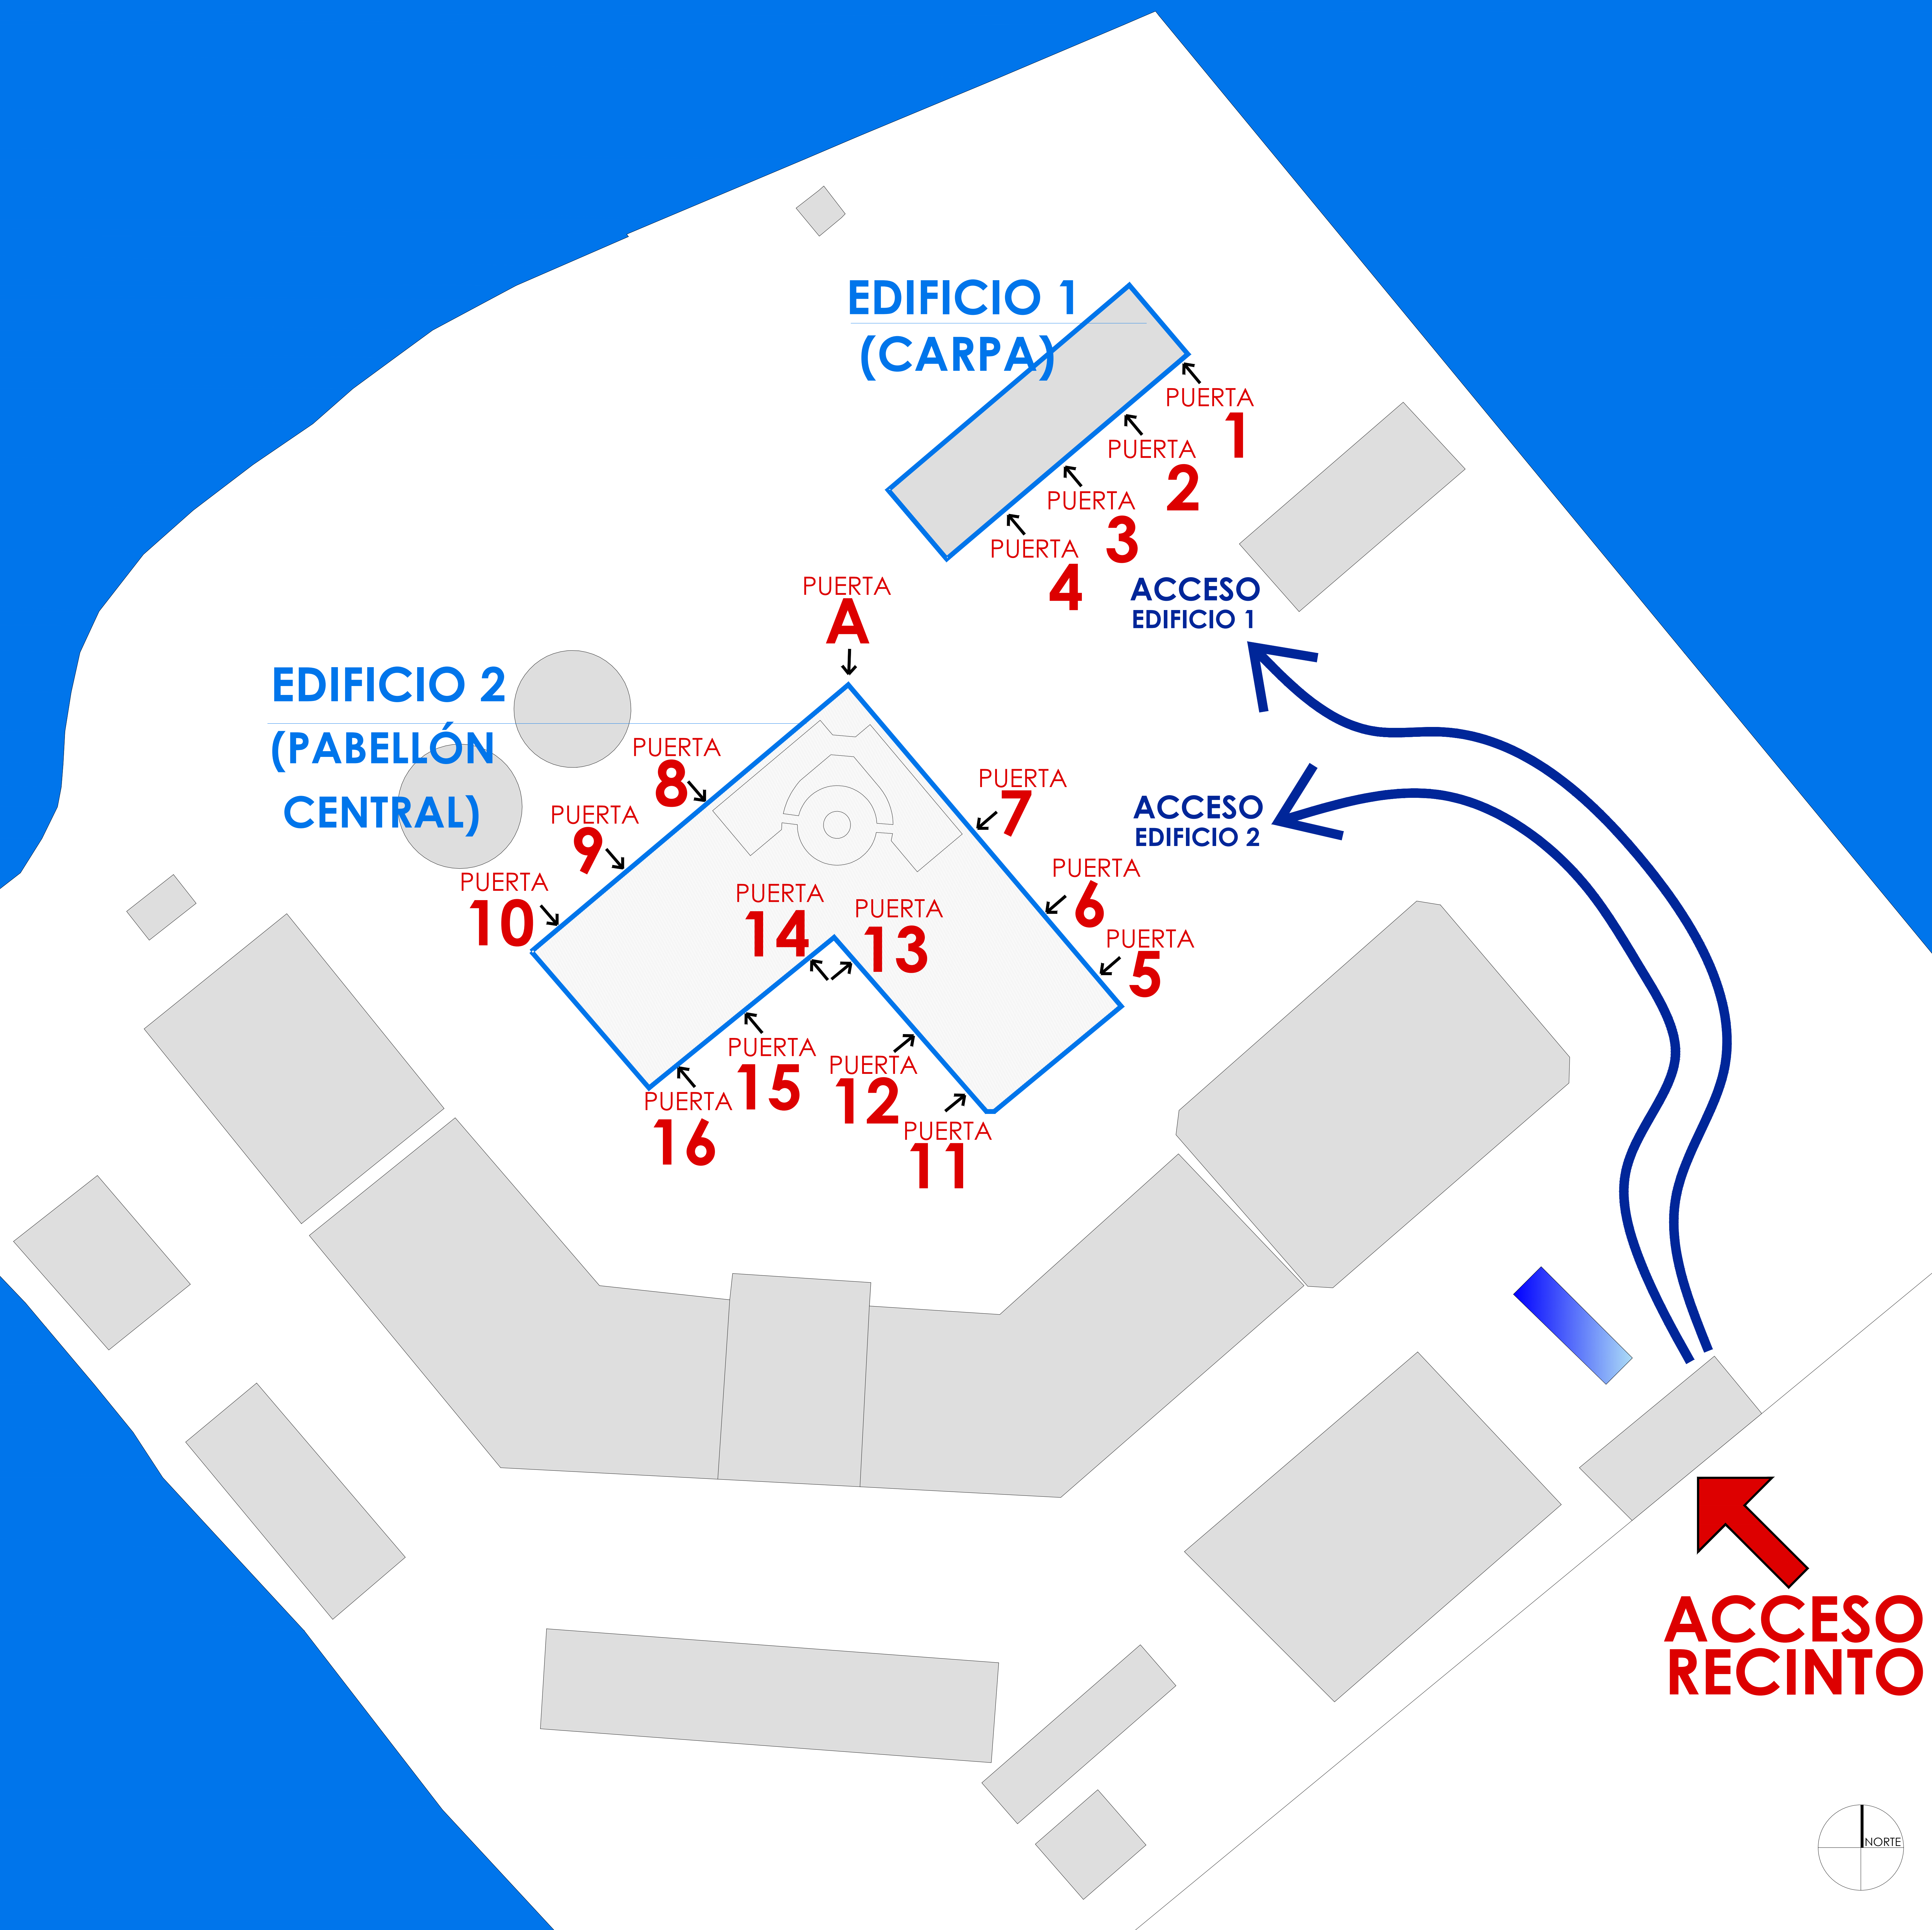 EDIFICIO 1
(CARPA)
PUERTA
1
PUERTA
2
PUERTA
3
PUERTA
4
ACCESO
EDIFICIO 1
PUERTA
A
EDIFICIO 2
(PABELLÓN
CENTRAL)
PUERTA
8
PUERTA
9
PUERTA
10
PUERTA
7
PUERTA
6
PUERTA
5
ACCESO
EDIFICIO 2
PUERTA
14
PUERTA
13
PUERTA
15
PUERTA
16
PUERTA
12
PUERTA
11
ACCESO
RECINTO
NORTE